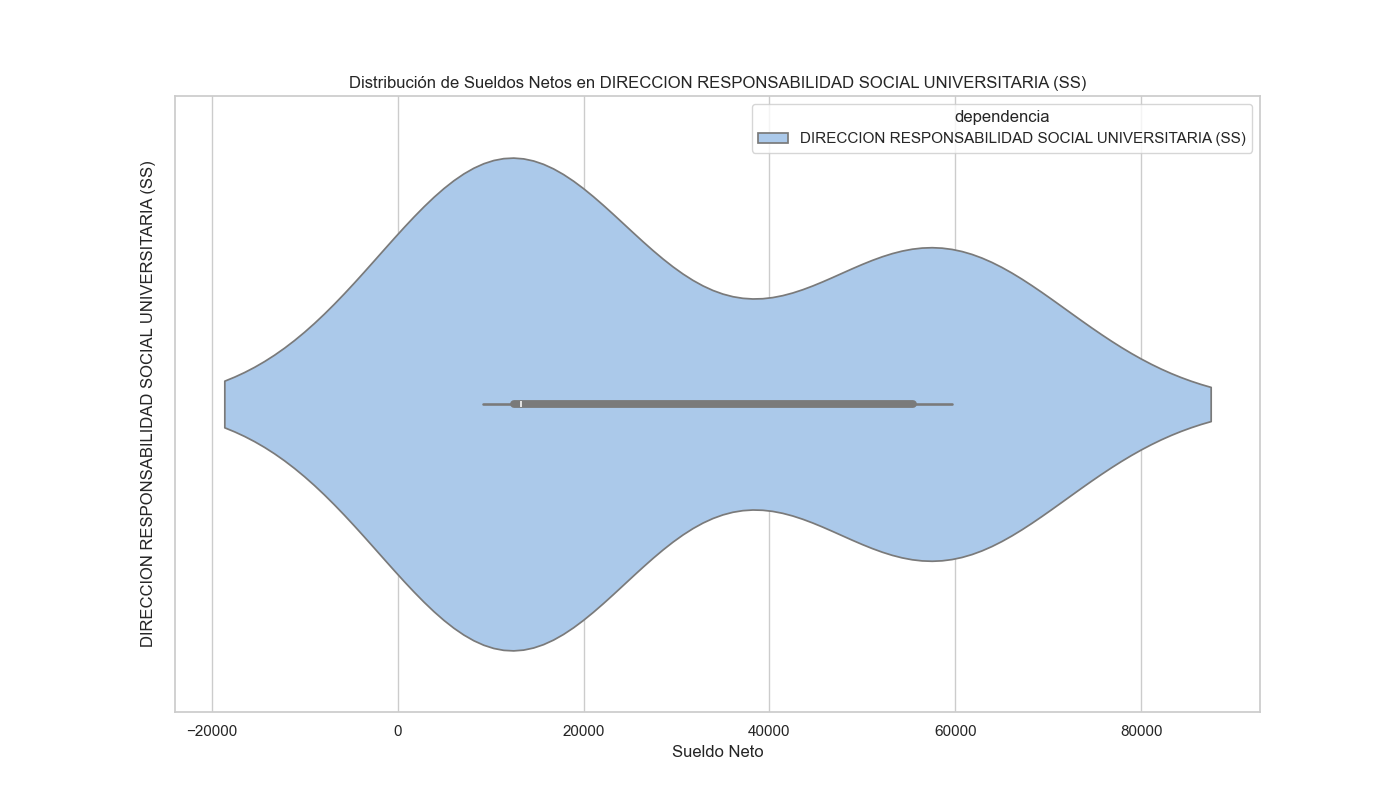 Distribución de Sueldos Netos en DIRECCION RESPONSABILIDAD SOCIAL UNIVERSITARIA (SS)
dependencia
DIRECCION RESPONSABILIDAD SOCIAL UNIVERSITARIA (SS)
DIRECCION RESPONSABILIDAD SOCIAL UNIVERSITARIA (SS)
−20000
0
20000
40000
60000
80000
Sueldo Neto